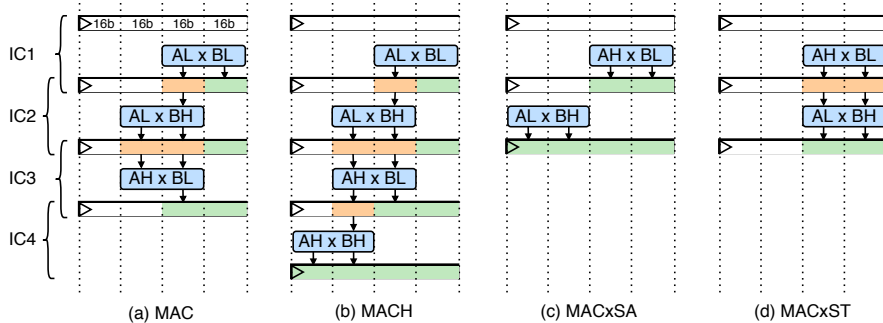 16b 16b 16b 16b
IC1 AL x BL AL x BL AH x BL AH x BL
IC2 AL x BH AL x BH AL x BH AL x BH
IC3 AH x BL AH x BL
IC4 AH x BH
(a) MAC (b) MACH (c) MACxSA (d) MACxST